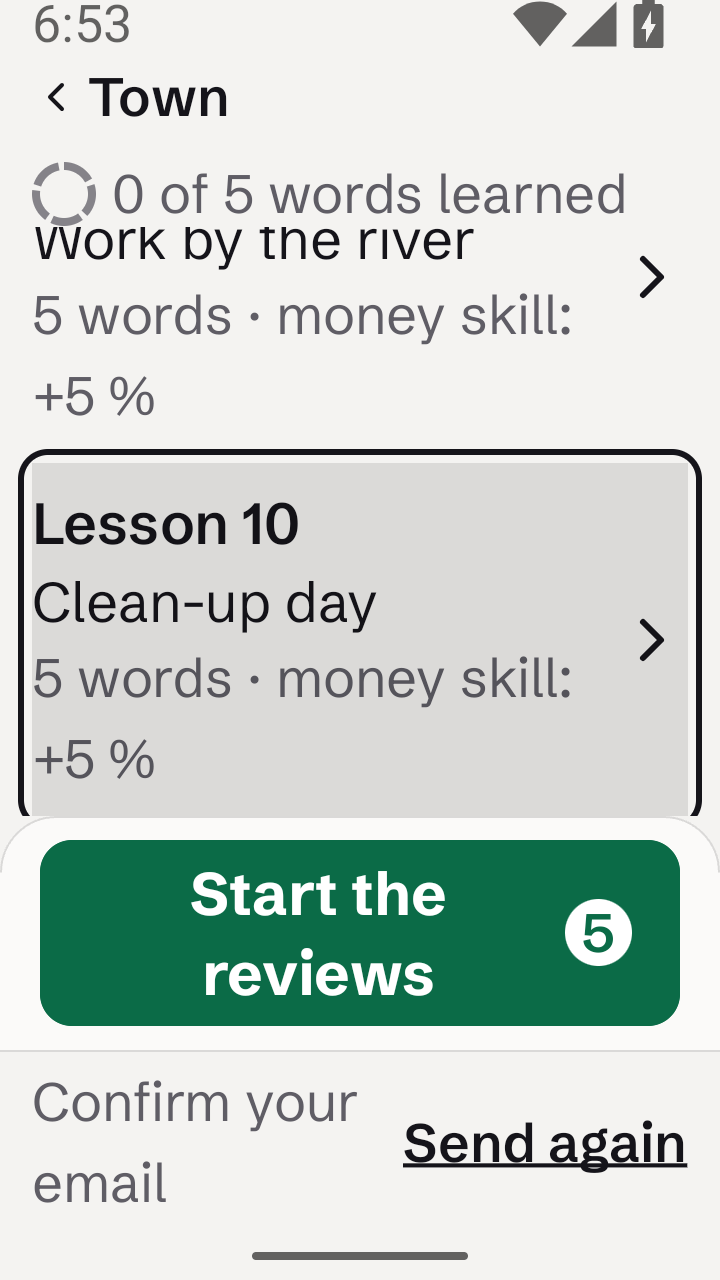 6:53
Town
0 of 5 words learned
Work by the river
5 words · money skill:
+5 %
Lesson 10
Clean-up day
5 words · money skill:
+5 %
Start the
reviews
5
Confirm your
email
Send again